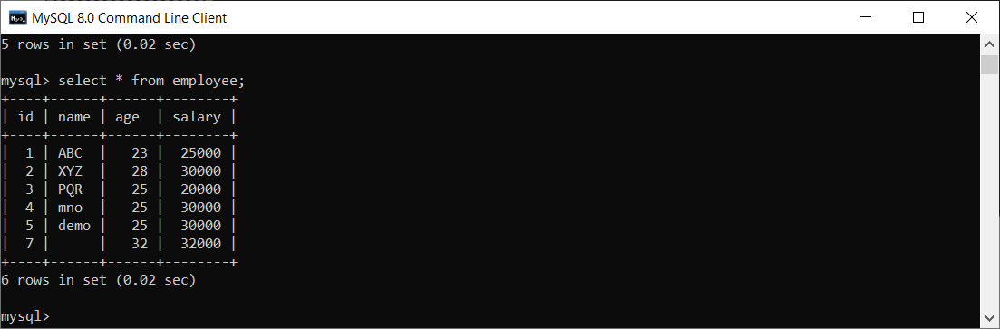 MySQL 8.0 Command Line Client
5 rows in set (0.02 sec)
mysql> select * from employee;
+----+------+------+--------+
| id | name | age  | salary |
+----+------+------+--------+
|  1 | ABC  |   23 |  25000 |
|  2 | XYZ  |   28 |  30000 |
|  3 | PQR  |   25 |  20000 |
|  4 | mno  |   25 |  30000 |
|  5 | demo |   25 |  30000 |
|  7 |      |   32 |  32000 |
+----+------+------+--------+
6 rows in set (0.02 sec)
mysql>